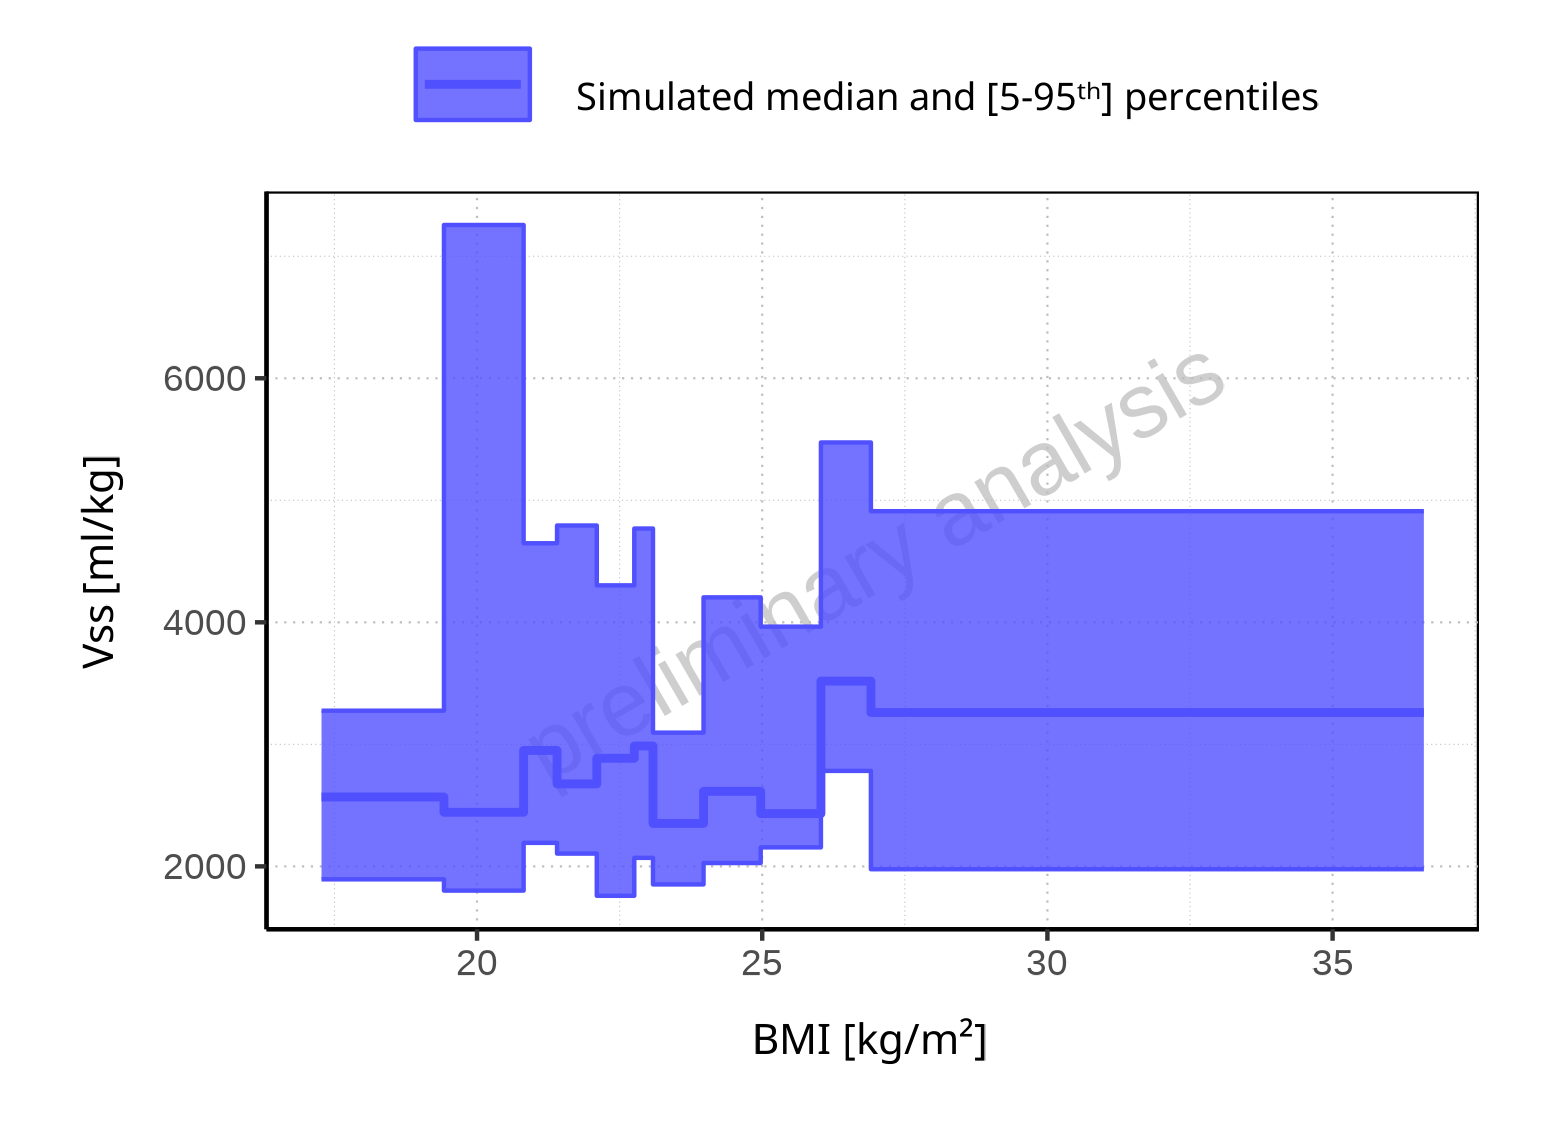 Simulated median and [5-95ᵗʰ] percentiles
Vss [ml/kg]
6000
4000
2000
preliminary analysis
20 25 30 35
BMI [kg/m²]